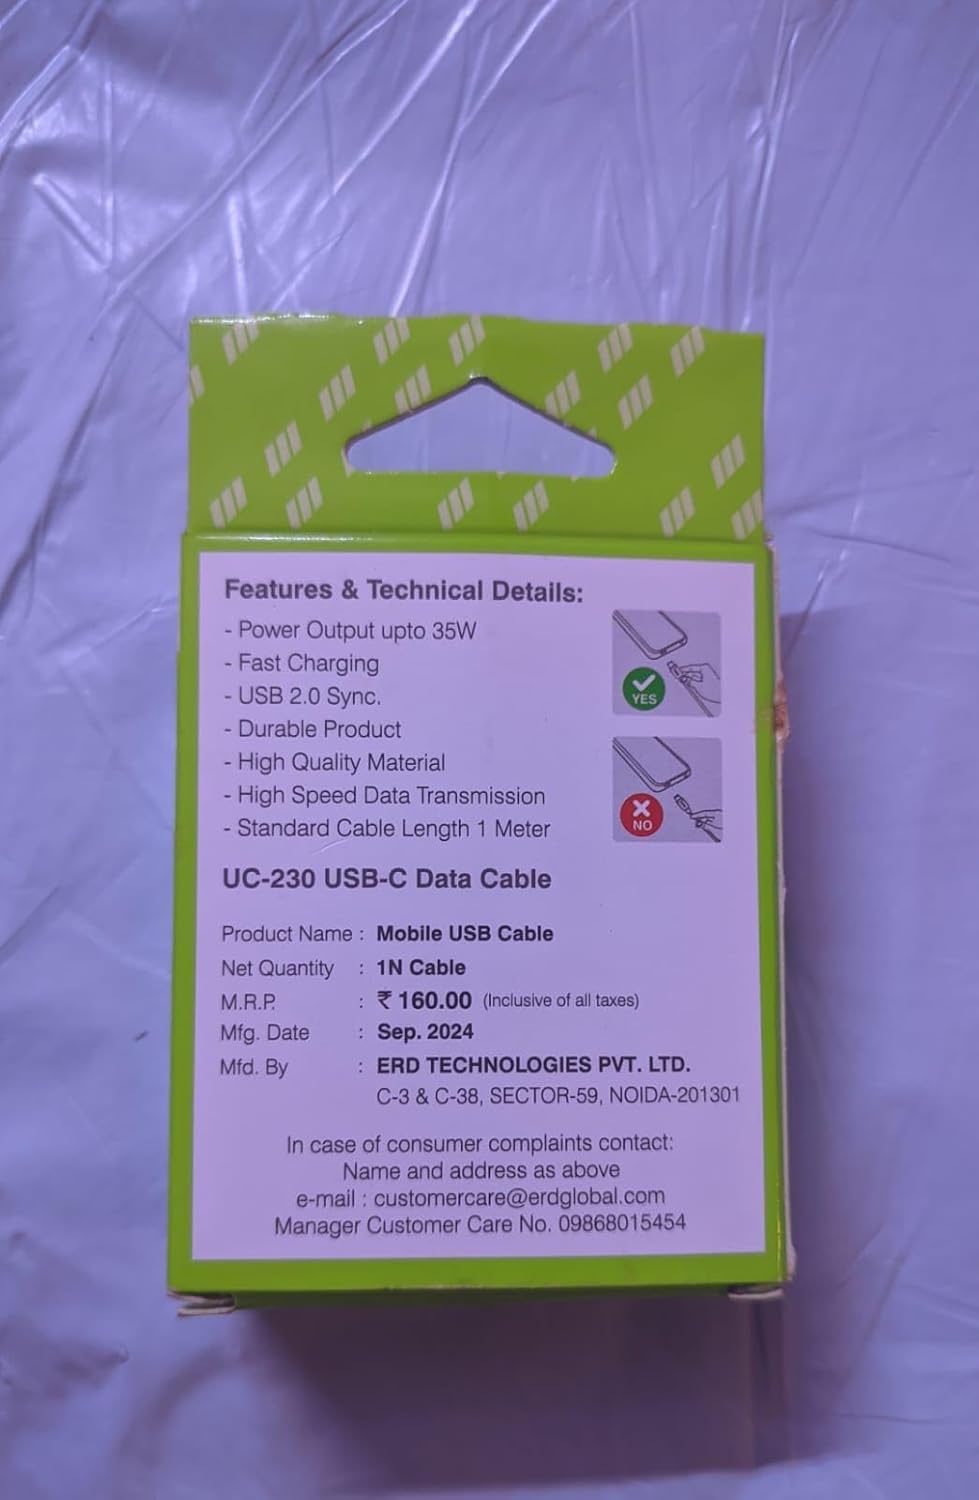 Features & Technical Details:
- Power Output upto 35W
- Fast Charging
- USB 2.0 Sync.
- Durable Product
- High Quality Material
- High Speed Data Transmission
- Standard Cable Length 1 Meter
YES
NO
UC-230 USB-C Data Cable
Product Name : Mobile USB Cable
Net Quantity : 1N Cable
M.R.P. : ₹ 160.00 (Inclusive of all taxes)
Mfg. Date : Sep. 2024
Mfd. By : ERD TECHNOLOGIES PVT. LTD.
C-3 & C-38, SECTOR-59, NOIDA-201301
In case of consumer complaints contact:
Name and address as above
e-mail : customercare@erdglobal.com
Manager Customer Care No. 09868015454